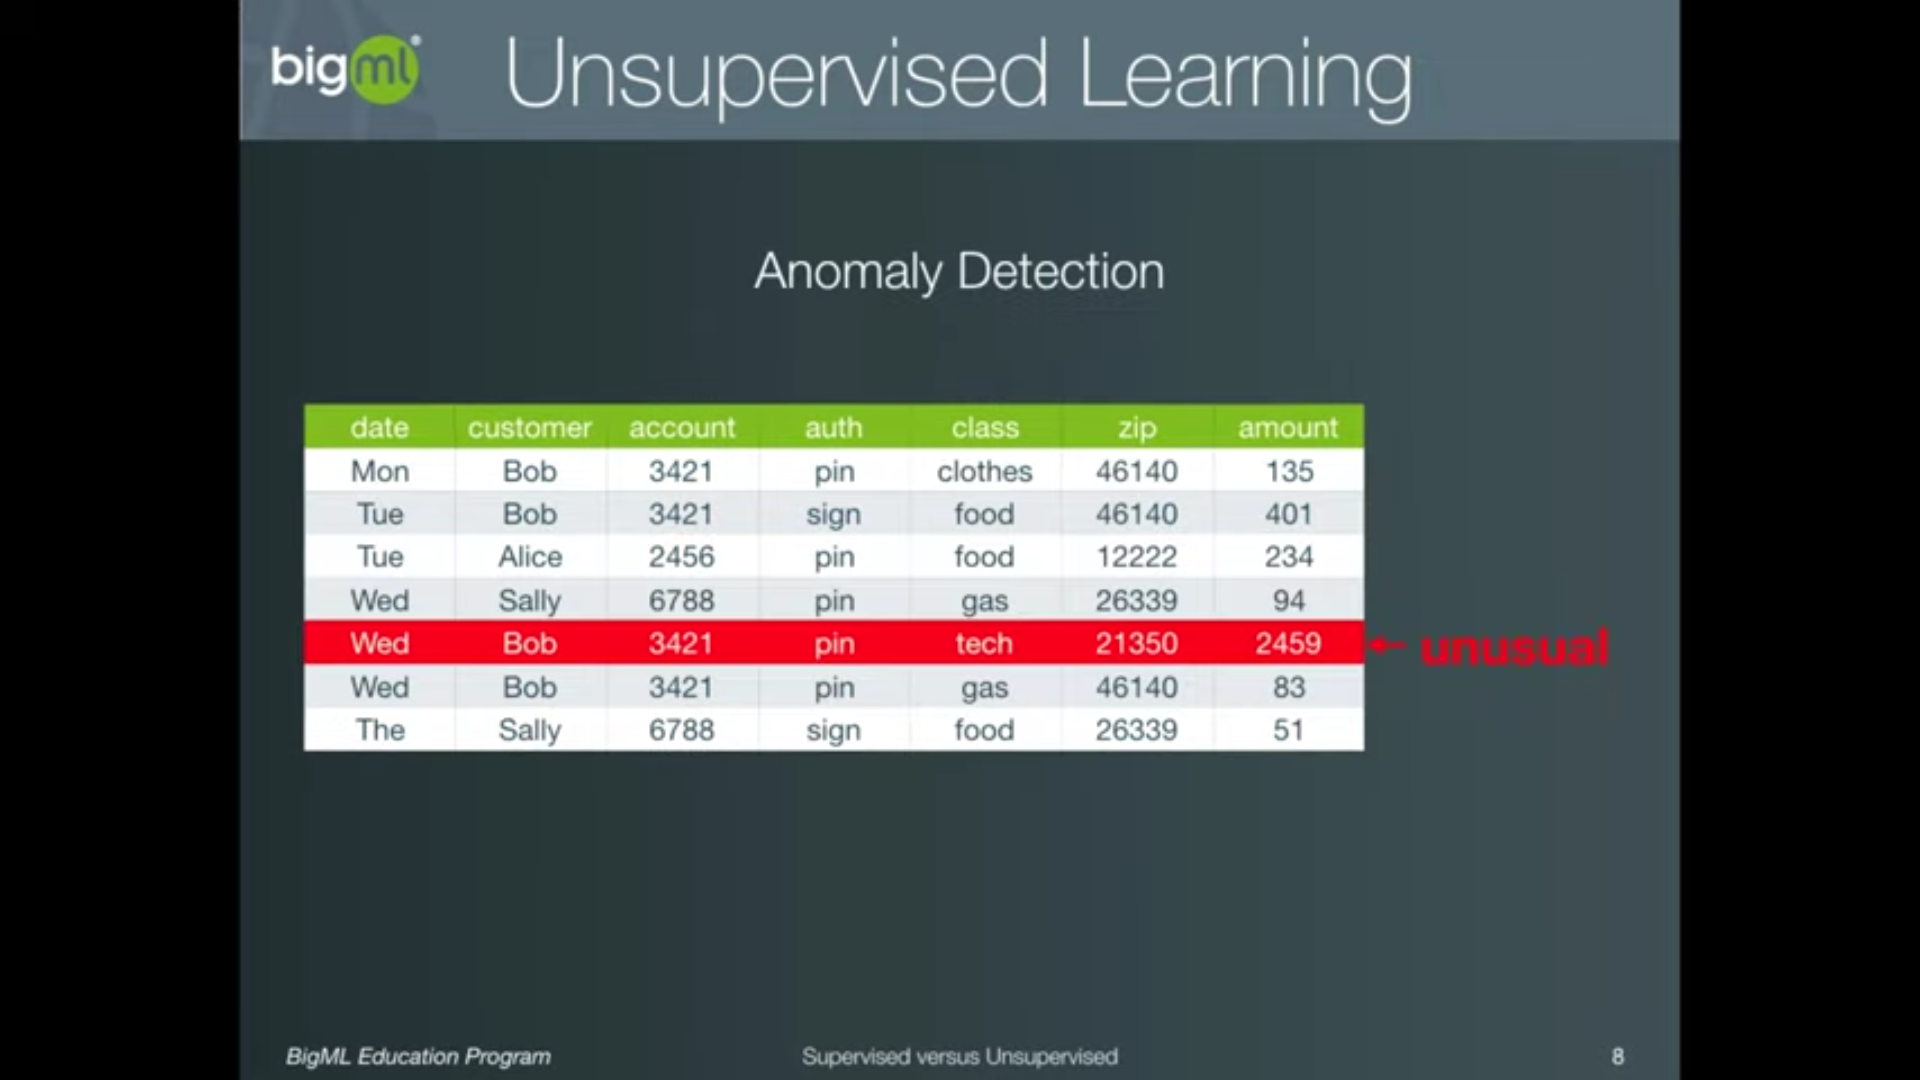 bigml® Unsupervised Learning
Anomaly Detection
date customer account auth class zip amount
Mon Bob 3421 pin clothes 46140 135
Tue Bob 3421 sign food 46140 401
Tue Alice 2456 pin food 12222 234
Wed Sally 6788 pin gas 26339 94
Wed Bob 3421 pin tech 21350 2459 ← unusual
Wed Bob 3421 pin gas 46140 83
The Sally 6788 sign food 26339 51
BigML Education Program Supervised versus Unsupervised 8